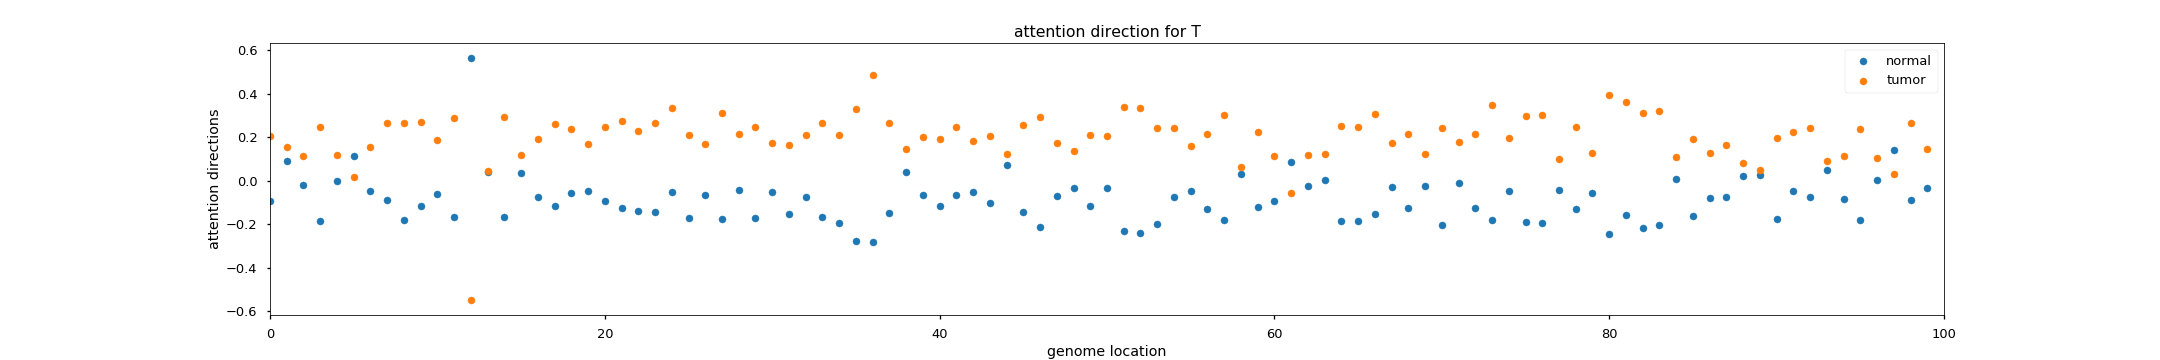 attention direction for T
attention directions
0.6
0.4
0.2
0.0
−0.2
−0.4
−0.6
normal
tumor
0 20 40 60 80 100
genome location